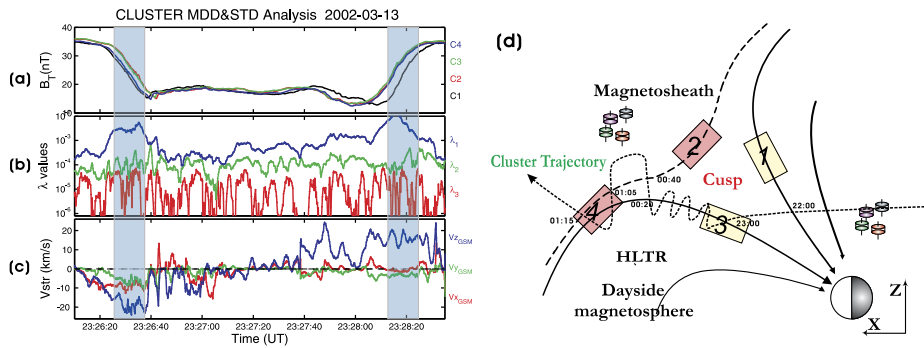 CLUSTER MDD&STD Analysis 2002-03-13
(a)
B_T(nT)
40
30
20
10
C4
C3
C2
C1
(b)
λ values
10⁻³
10⁻⁴
10⁻⁵
10⁻⁶
λ₁
λ₂
λ₃
(c)
Vstr (km/s)
20
10
0
-10
-20
Vz_GSM
Vy_GSM
Vx_GSM
23:26:20 23:26:40 23:27:00 23:27:20 23:27:40 23:28:00 23:28:20
Time (UT)
(d)
Magnetosheath
2
1
Cluster Trajectory
Cusp
00:40
01:05
00:20
22:00
4
01:15
3
23:00
HLTR
Dayside
magnetosphere
Z
X